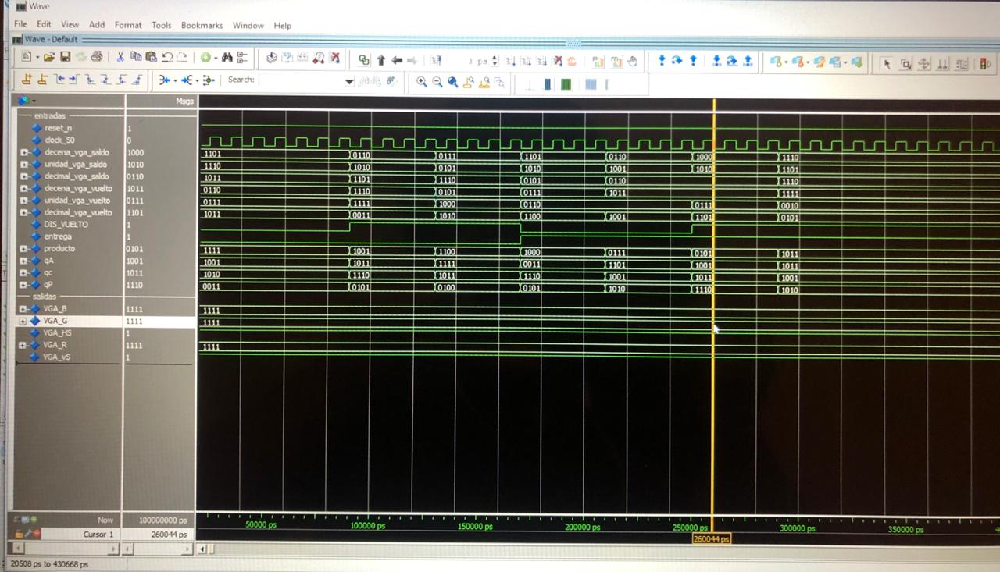 Wave
File Edit View Add Format Tools Bookmarks Window Help
Wave - Default
3 ps
Search:
Msgs
entradas
reset_n 1
clock_50 0
decena_vga_saldo 1000 1101 0110 0111 1101 0110 1000 1110
unidad_vga_saldo 1010 1110 1010 0101 1010 1001 1010 1101
decimal_vga_saldo 0110 1011 1101 1110 0101 0110 1110
decena_vga_vuelto 1011 0110 1110 0101 0111 1011 1111
unidad_vga_vuelto 0111 0111 1111 1000 0110 0111 0010
decimal_vga_vuelto 1101 1011 0011 1010 1100 1001 1101 0101
DIS_VUELTO 1
entrega 1
producto 0101 1111 1001 1100 1000 0111 0101 1011
qA 1001 1001 1011 1111 0011 1101 1001 1011
qc 1011 1010 1110 1011 1110 1001 1011 1001
qP 1110 0011 0101 0100 0101 1010 1110 1010
salidas
VGA_B 1111 1111
VGA_G 1111 1111
VGA_HS 1
VGA_R 1111 1111
VGA_vS 1
Now 100000000 ps 50000 ps 100000 ps 150000 ps 200000 ps 250000 ps 300000 ps 350000 ps
Cursor 1 260044 ps 260044 ps
20508 ps to 430668 ps